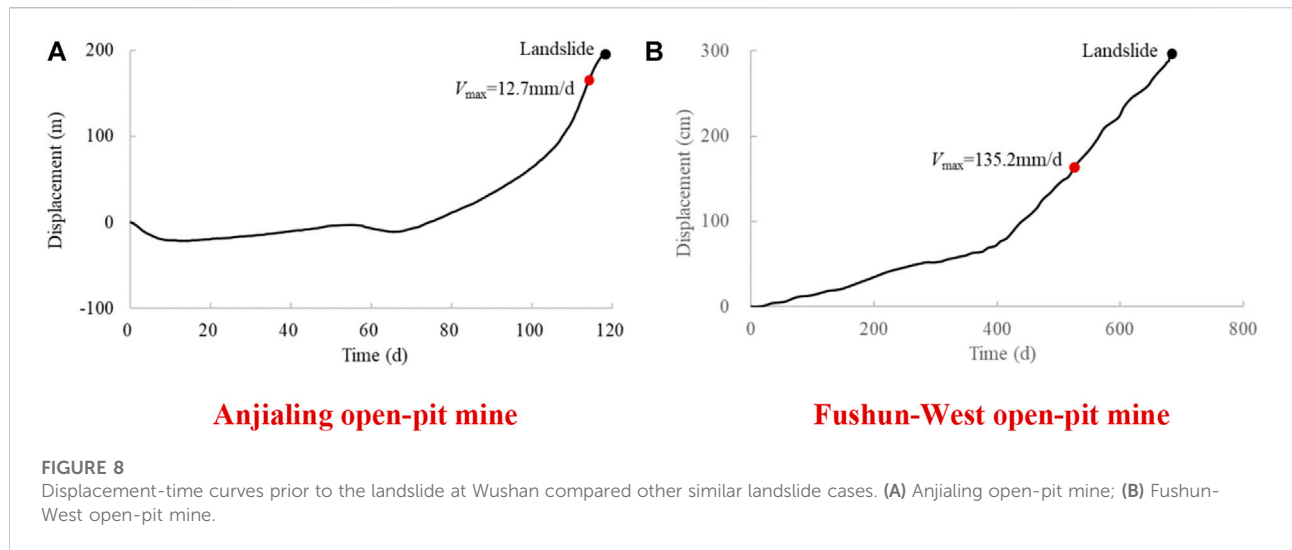 A
200
100
0
-100
Displacement (m)
Landslide
Vmax=12.7mm/d
0 20 40 60 80 100 120
Time (d)
Anjialing open-pit mine
B
300
200
100
0
Displacement (cm)
Landslide
Vmax=135.2mm/d
0 200 400 600 800
Time (d)
Fushun-West open-pit mine
FIGURE 8
Displacement-time curves prior to the landslide at Wushan compared other similar landslide cases. (A) Anjialing open-pit mine; (B) Fushun-
West open-pit mine.